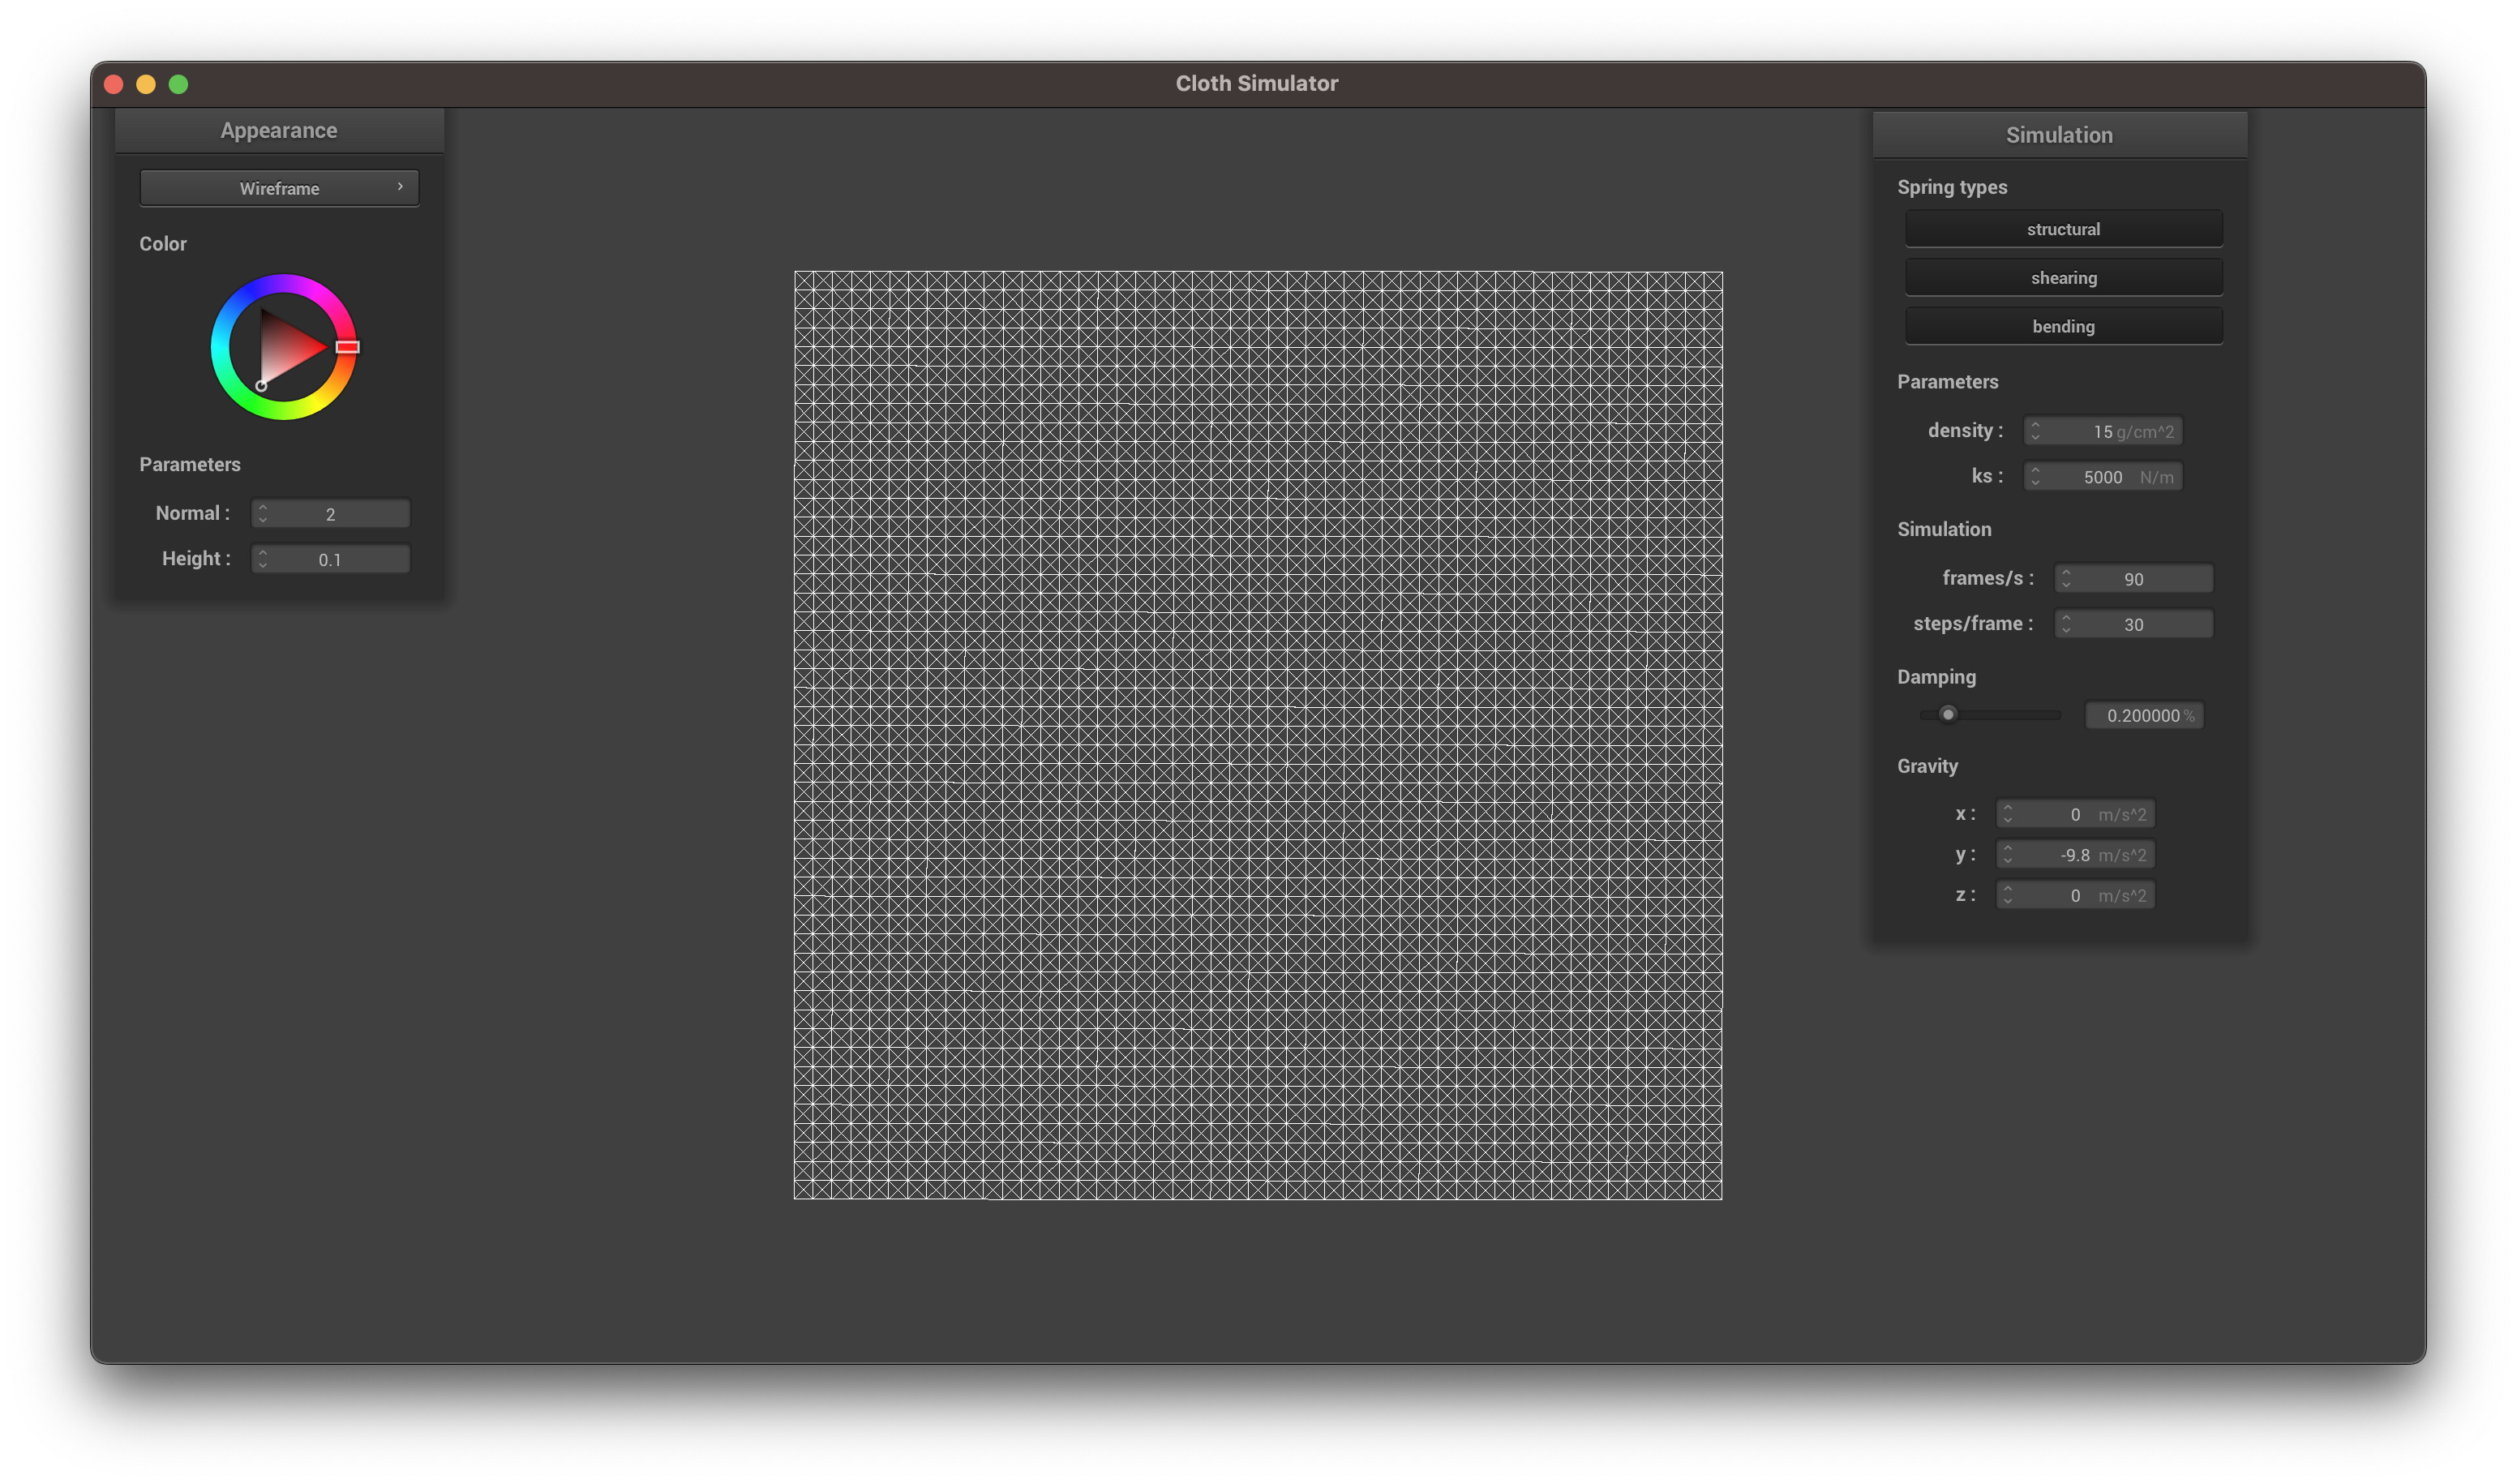 Cloth Simulator
Appearance
Wireframe
Color
Parameters
Normal : 2
Height : 0.1
Simulation
Spring types
structural
shearing
bending
Parameters
density : 15 g/cm^2
ks : 5000 N/m
Simulation
frames/s : 90
steps/frame : 30
Damping
0.200000 %
Gravity
x : 0 m/s^2
y : -9.8 m/s^2
z : 0 m/s^2